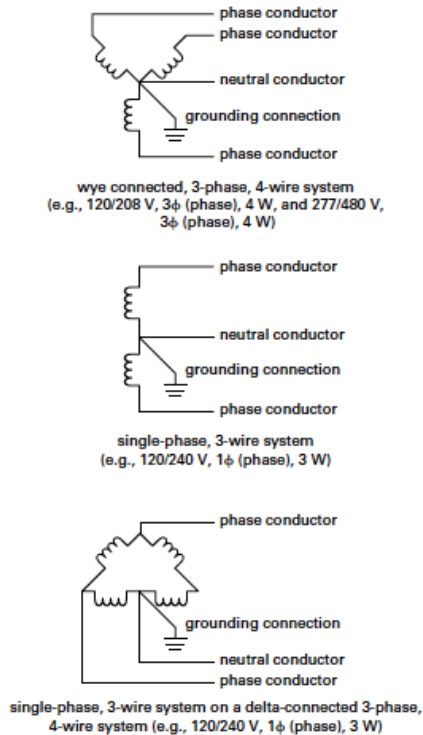 phase conductor
phase conductor
neutral conductor
grounding connection
phase conductor
wye connected, 3-phase, 4-wire system
(e.g., 120/208 V, 3ϕ (phase), 4 W, and 277/480 V,
3ϕ (phase), 4 W)
phase conductor
neutral conductor
grounding connection
phase conductor
single-phase, 3-wire system
(e.g., 120/240 V, 1ϕ (phase), 3 W)
phase conductor
grounding connection
neutral conductor
phase conductor
single-phase, 3-wire system on a delta-connected 3-phase,
4-wire system (e.g., 120/240 V, 1ϕ (phase), 3 W)